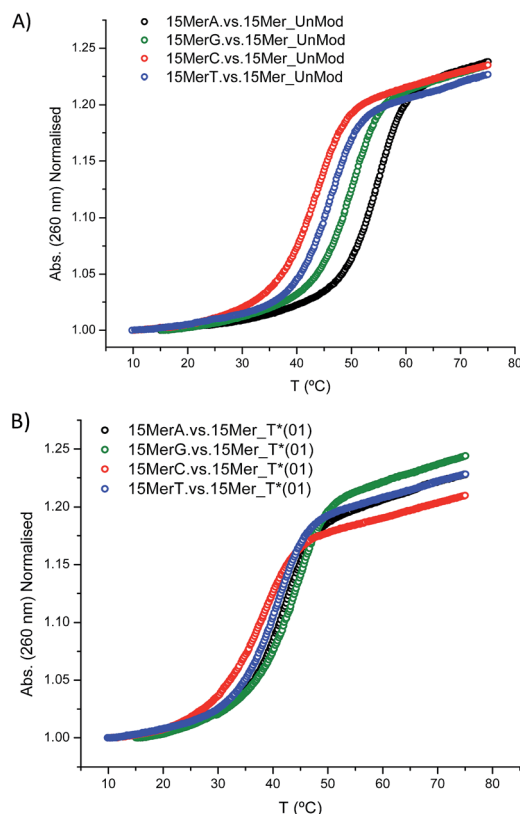 A)
15MerA.vs.15Mer_UnMod
15MerG.vs.15Mer_UnMod
15MerC.vs.15Mer_UnMod
15MerT.vs.15Mer_UnMod
Abs. (260 nm) Normalised
1.25
1.20
1.15
1.10
1.05
1.00
10 20 30 40 50 60 70 80
T (ºC)
B)
15MerA.vs.15Mer_T*(01)
15MerG.vs.15Mer_T*(01)
15MerC.vs.15Mer_T*(01)
15MerT.vs.15Mer_T*(01)
Abs. (260 nm) Normalised
1.25
1.20
1.15
1.10
1.05
1.00
10 20 30 40 50 60 70 80
T (ºC)